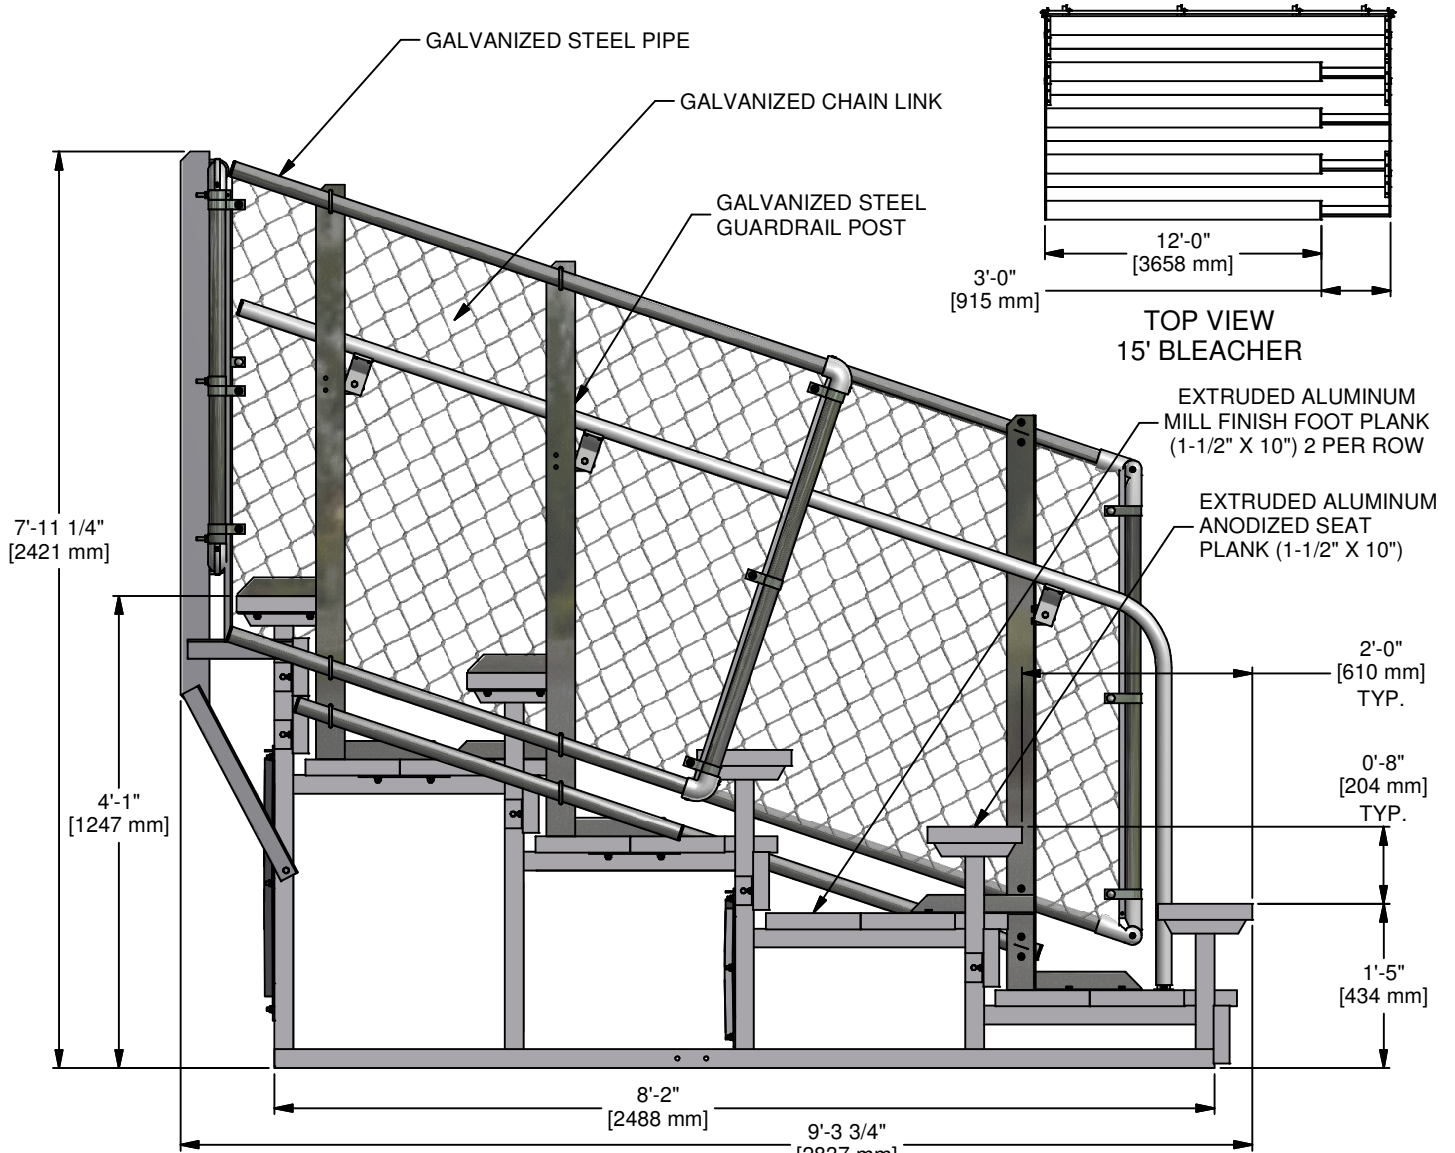 GALVANIZED STEEL PIPE
GALVANIZED CHAIN LINK
GALVANIZED STEEL
GUARDRAIL POST
12'-0"
[3658 mm]
3'-0"
[915 mm]
TOP VIEW
15' BLEACHER
EXTRUDED ALUMINUM
MILL FINISH FOOT PLANK
(1-1/2" X 10") 2 PER ROW
EXTRUDED ALUMINUM
ANODIZED SEAT
PLANK (1-1/2" X 10")
7'-11 1/4"
[2421 mm]
2'-0"
[610 mm]
TYP.
0'-8"
[204 mm]
TYP.
4'-1"
[1247 mm]
1'-5"
[434 mm]
8'-2"
[2488 mm]
9'-3 3/4"
[2837 mm]